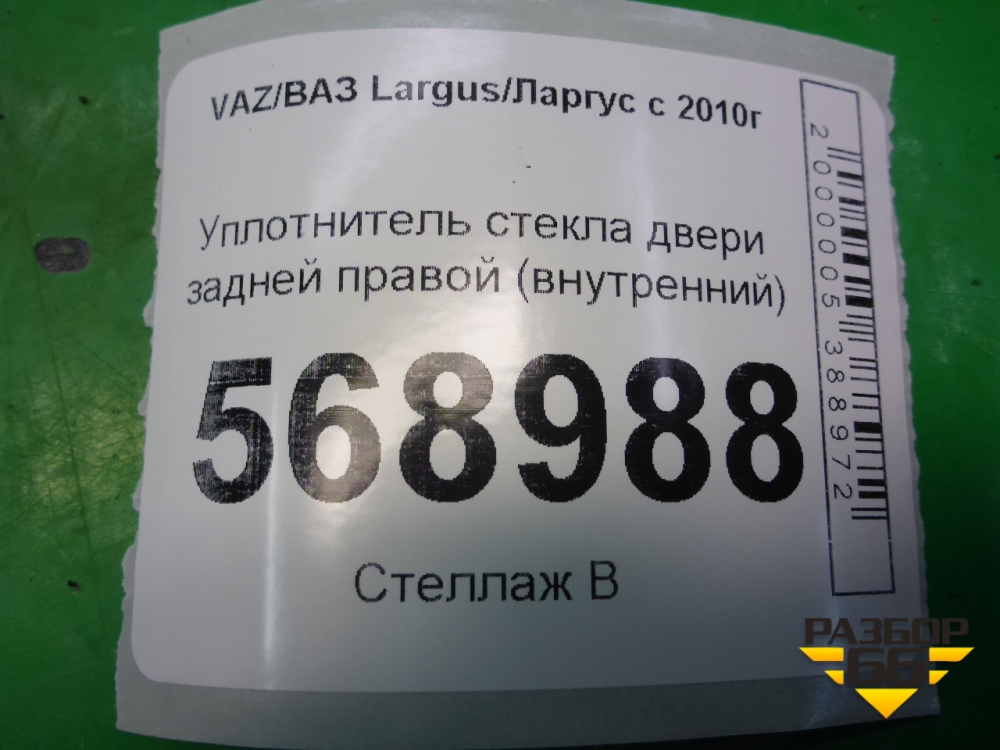 VAZ/ВАЗ Largus/Ларгус с 2010г
Уплотнитель стекла двери
задней правой (внутренний)
568988
Стеллаж В
2000005388972
РАЗБОР
66